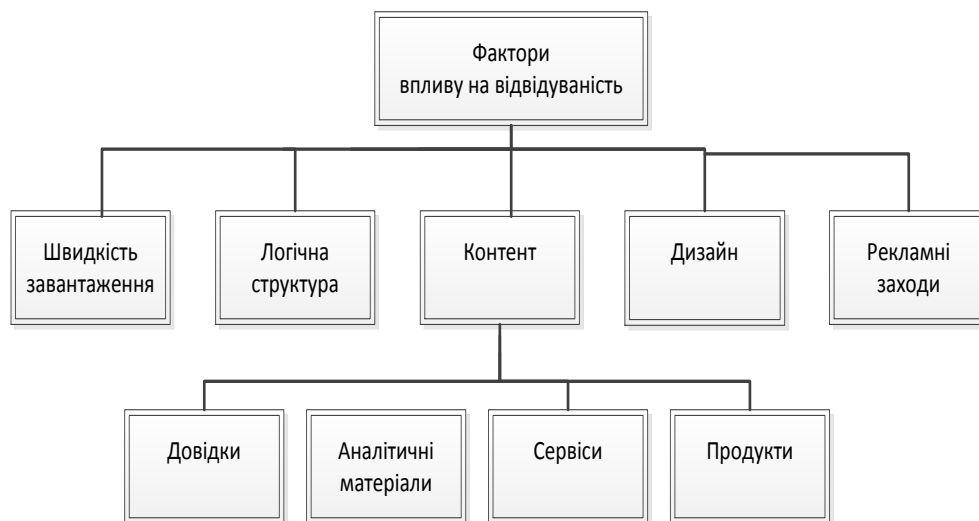 Фактори
впливу на відвідуваність
Швидкість
завантаження
Логічна
структура
Контент
Дизайн
Рекламні
заходи
Довідки
Аналітичні
матеріали
Сервіси
Продукти